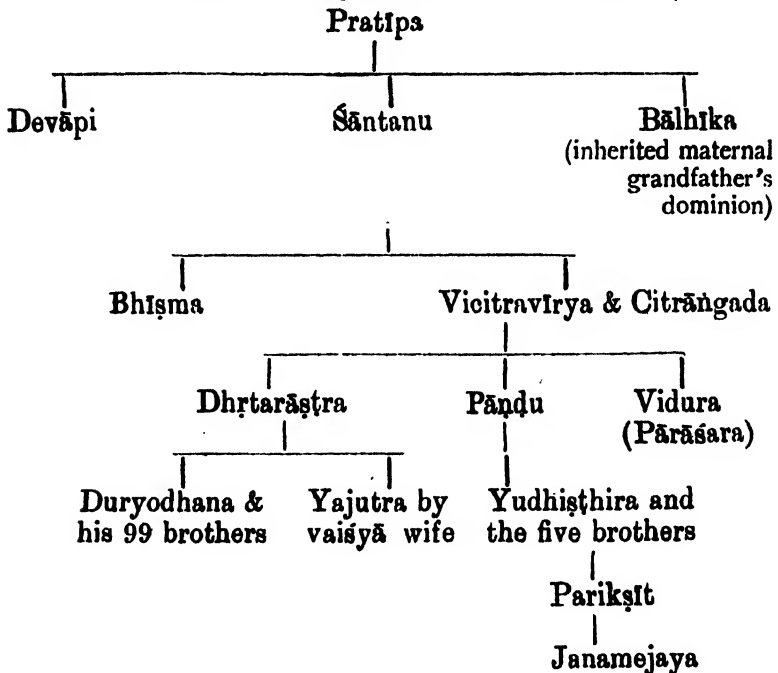 Pratīpa
Devāpi Śāntanu Bālhīka
(inherited maternal
grandfather's
dominion)
Bhīṣma Vicitravīrya & Citrāṅgada
Dhṛtarāṣṭra Pāṇḍu Vidura
(Pārāśara)
Duryodhana & Yajutra by Yudhiṣṭhira and
his 99 brothers vaiśyā wife the five brothers
Parikṣīt
Janamejaya